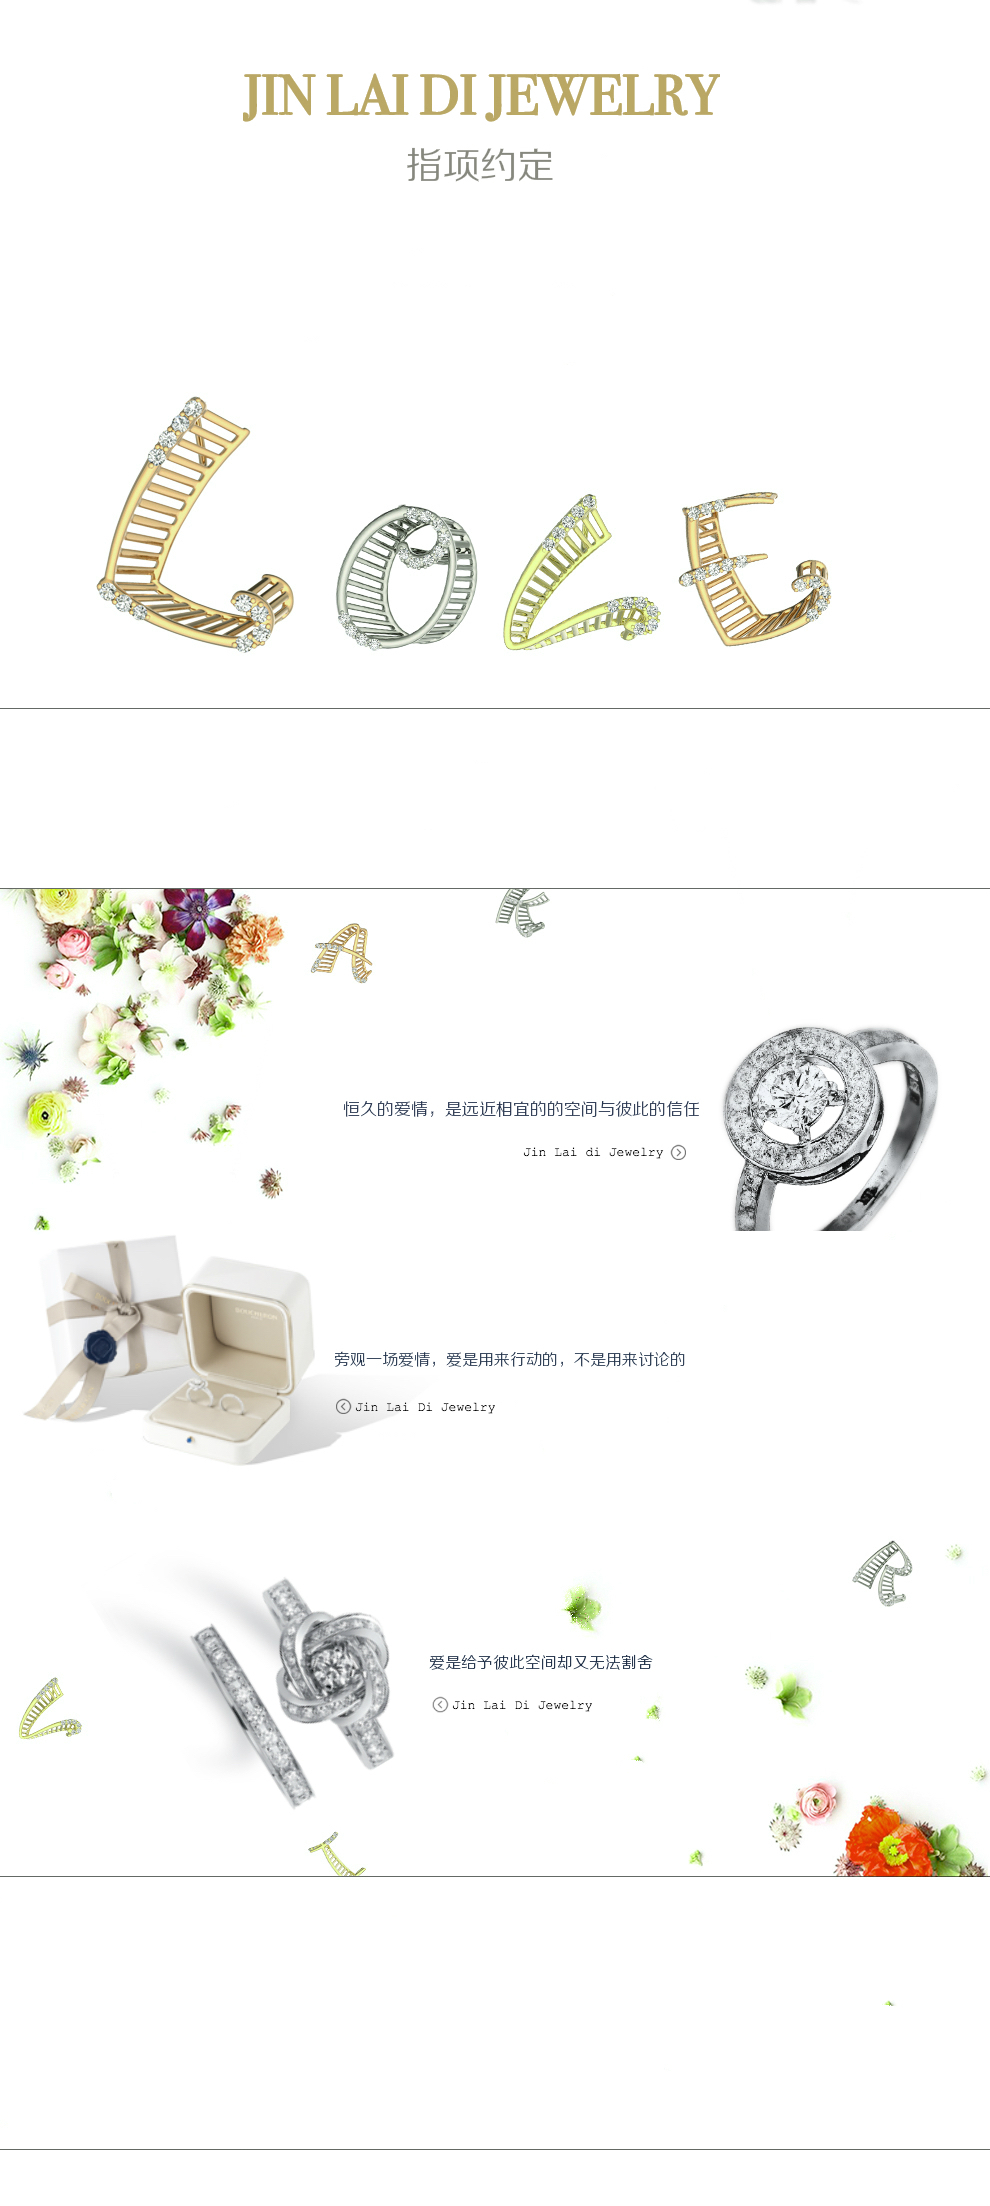 JIN LAI DI JEWELRY
指项约定
LOVE
恒久的爱情，是远近相宜的的空间与彼此的信任
Jin Lai di Jewelry
旁观一场爱情，爱是用来行动的，不是用来讨论的
Jin Lai Di Jewelry
爱是给予彼此空间却又无法割舍
Jin Lai Di Jewelry